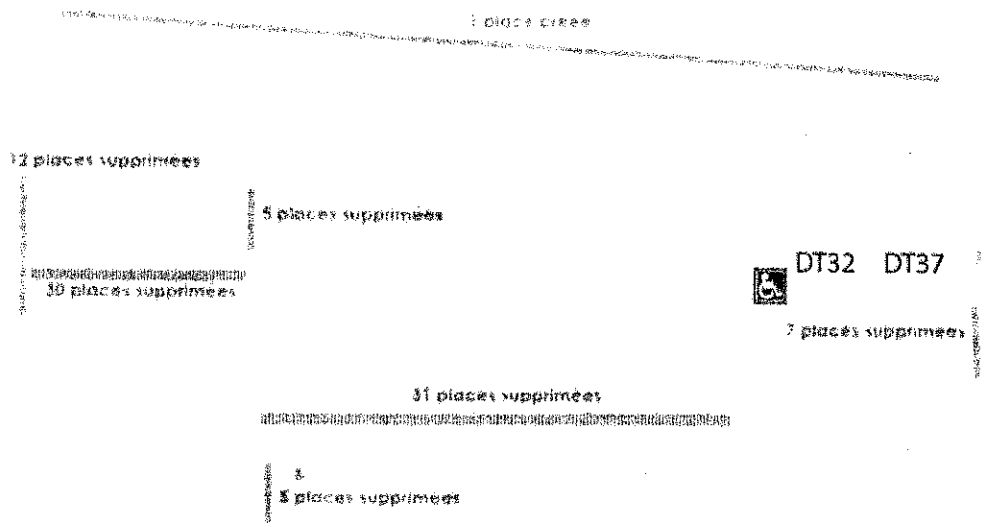 1 place créée
12 places supprimées
5 places supprimées
DT32 DT37
30 places supprimées
7 places supprimées
31 places supprimées
places supprimées